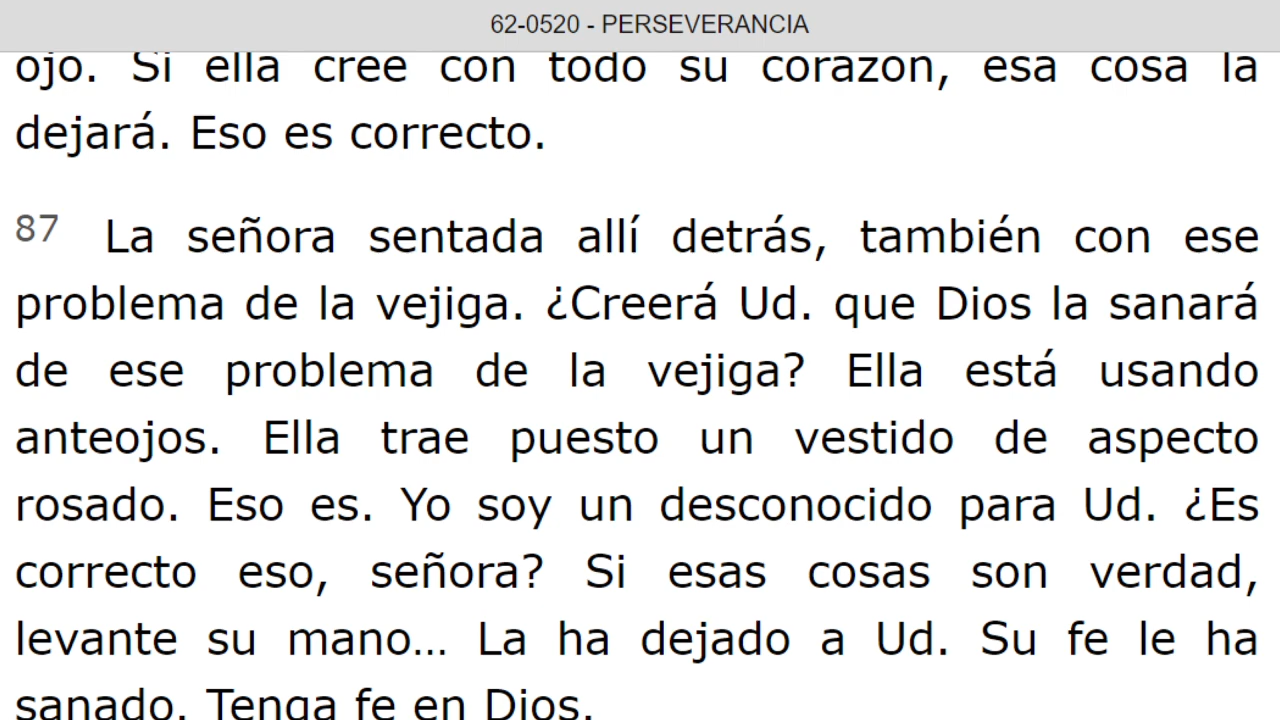 62-0520 - PERSEVERANCIA
ojo. Si ella cree con todo su corazón, esa cosa la
dejará. Eso es correcto.
87 La señora sentada allí detrás, también con ese
problema de la vejiga. ¿Creerá Ud. que Dios la sanará
de ese problema de la vejiga? Ella está usando
anteojos. Ella trae puesto un vestido de aspecto
rosado. Eso es. Yo soy un desconocido para Ud. ¿Es
correcto eso, señora? Si esas cosas son verdad,
levante su mano... La ha dejado a Ud. Su fe le ha
sanado. Tenga fe en Dios.